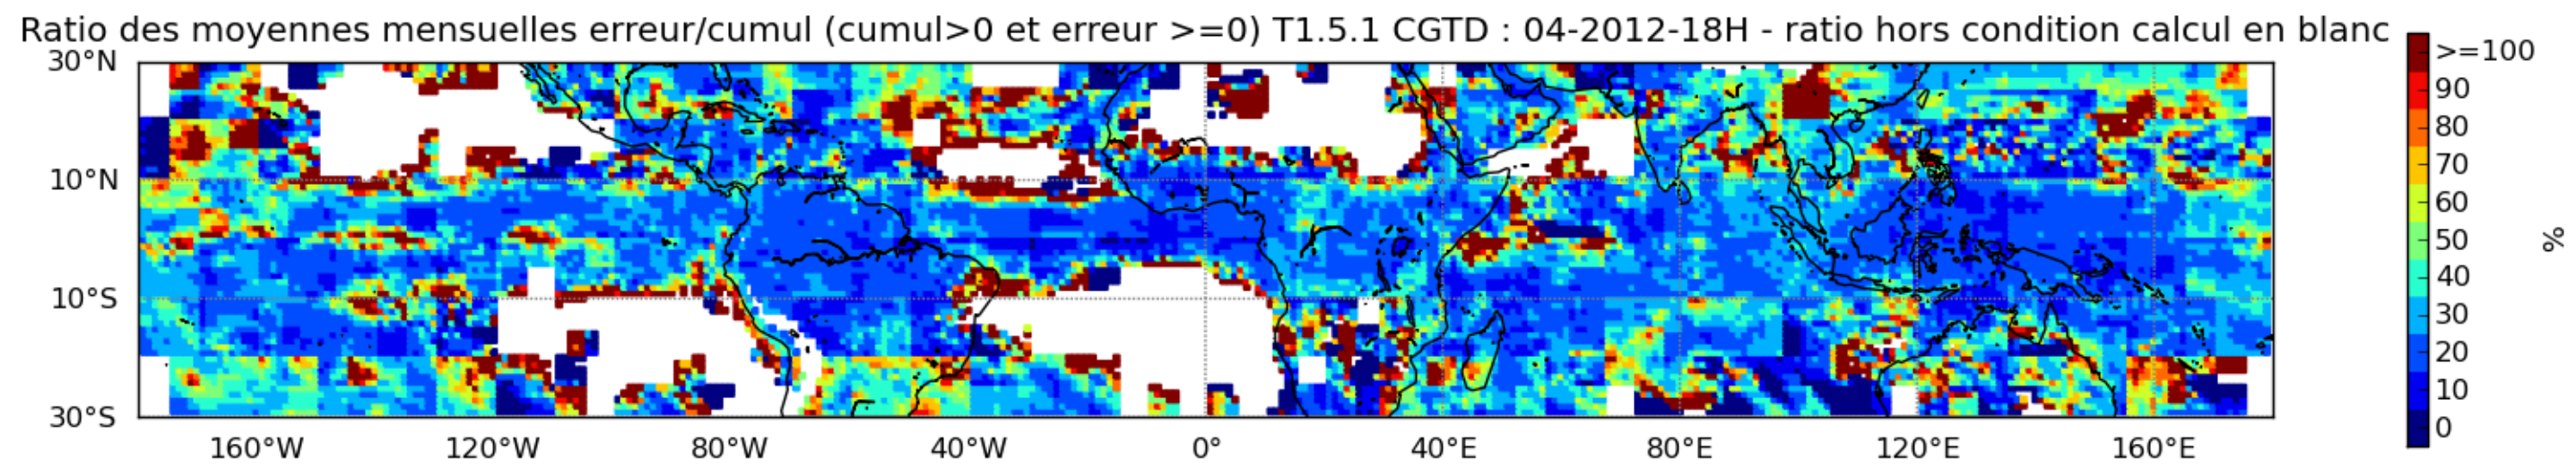 Ratio des moyennes mensuelles erreur/cumul (cumul>0 et erreur >=0) T1.5.1 CGTD : 04-2012-18H - ratio hors condition calcul en blanc
30°N
10°N
10°S
30°S
160°W 120°W 80°W 40°W 0° 40°E 80°E 120°E 160°E
>=100
90
80
70
60
50
40
30
20
10
0
%